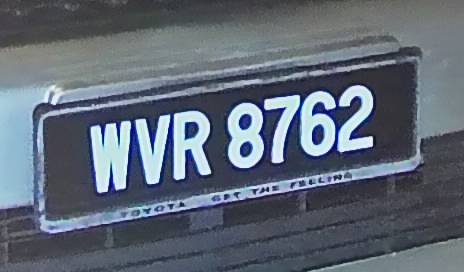 WVR 8762
TOYOTA GET THE FEELING